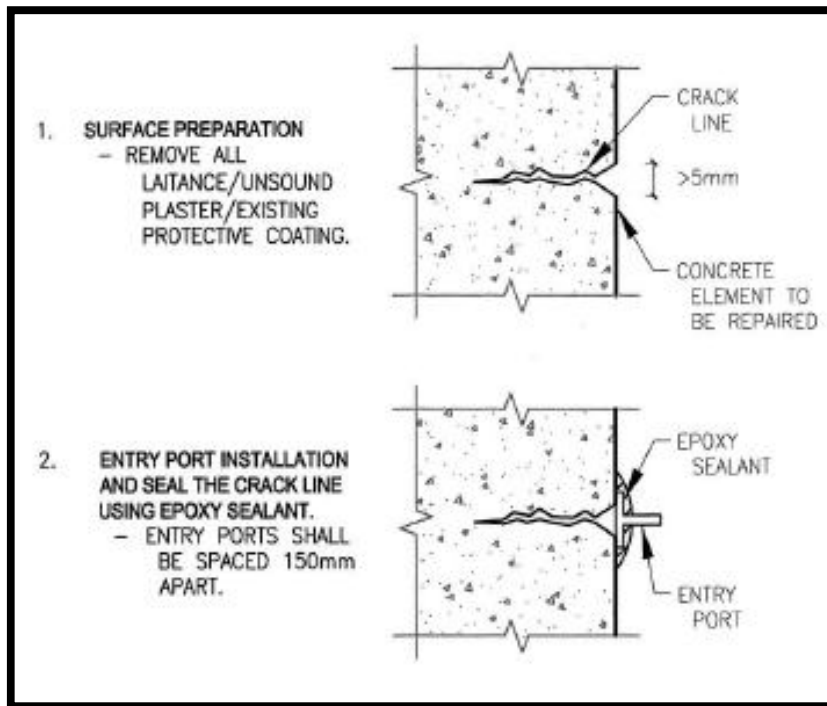 1. SURFACE PREPARATION
– REMOVE ALL
LAITANCE/UNSOUND
PLASTER/EXISTING
PROTECTIVE COATING.
CRACK
LINE
>5mm
CONCRETE
ELEMENT TO
BE REPAIRED
2. ENTRY PORT INSTALLATION
AND SEAL THE CRACK LINE
USING EPOXY SEALANT.
– ENTRY PORTS SHALL
BE SPACED 150mm
APART.
EPOXY
SEALANT
ENTRY
PORT